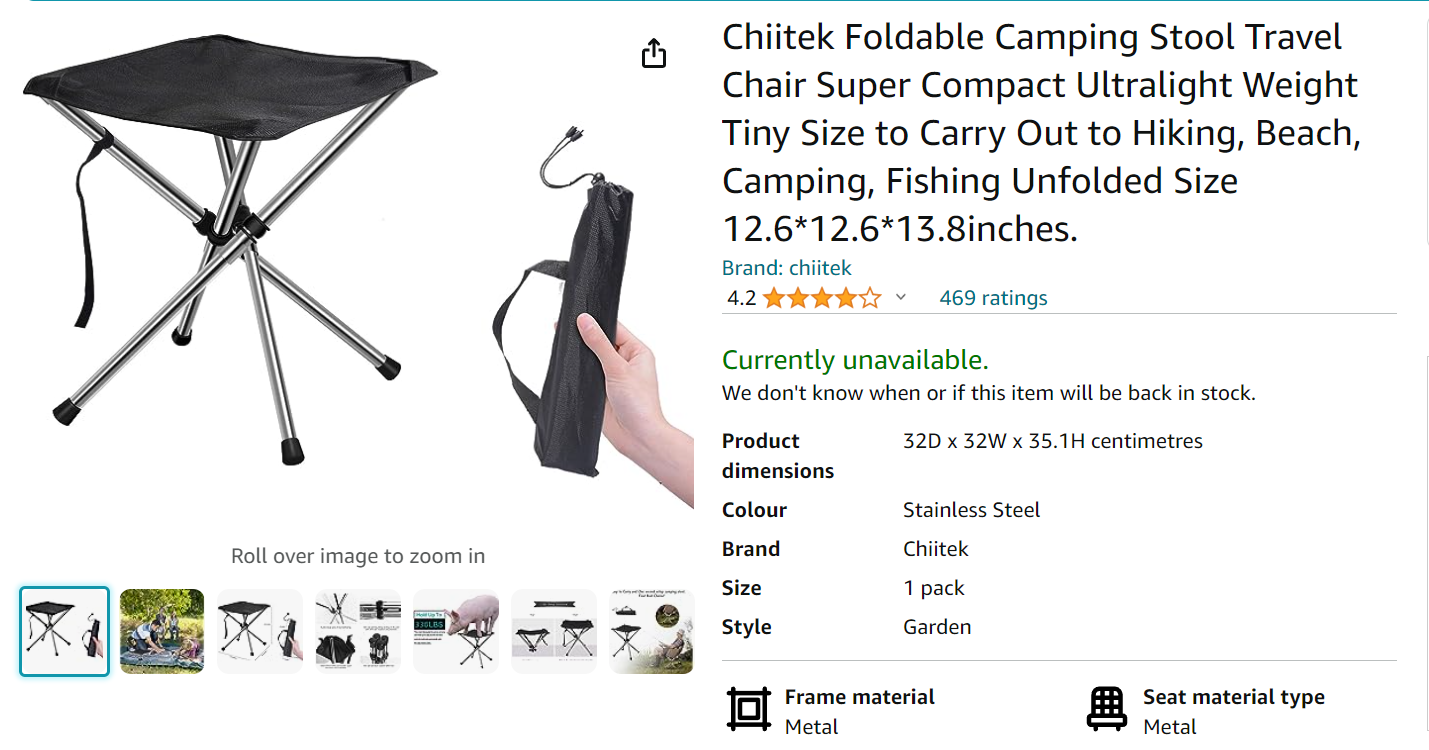 Chiitek Foldable Camping Stool Travel
Chair Super Compact Ultralight Weight
Tiny Size to Carry Out to Hiking, Beach,
Camping, Fishing Unfolded Size
12.6*12.6*13.8inches.
Brand: chiitek
4.2 469 ratings
Currently unavailable.
We don't know when or if this item will be back in stock.
Product dimensions 32D x 32W x 35.1H centimetres
Colour Stainless Steel
Brand Chiitek
Size 1 pack
Style Garden
Frame material
Metal
Seat material type
Metal
Roll over image to zoom in
Hold Up To
330LBS